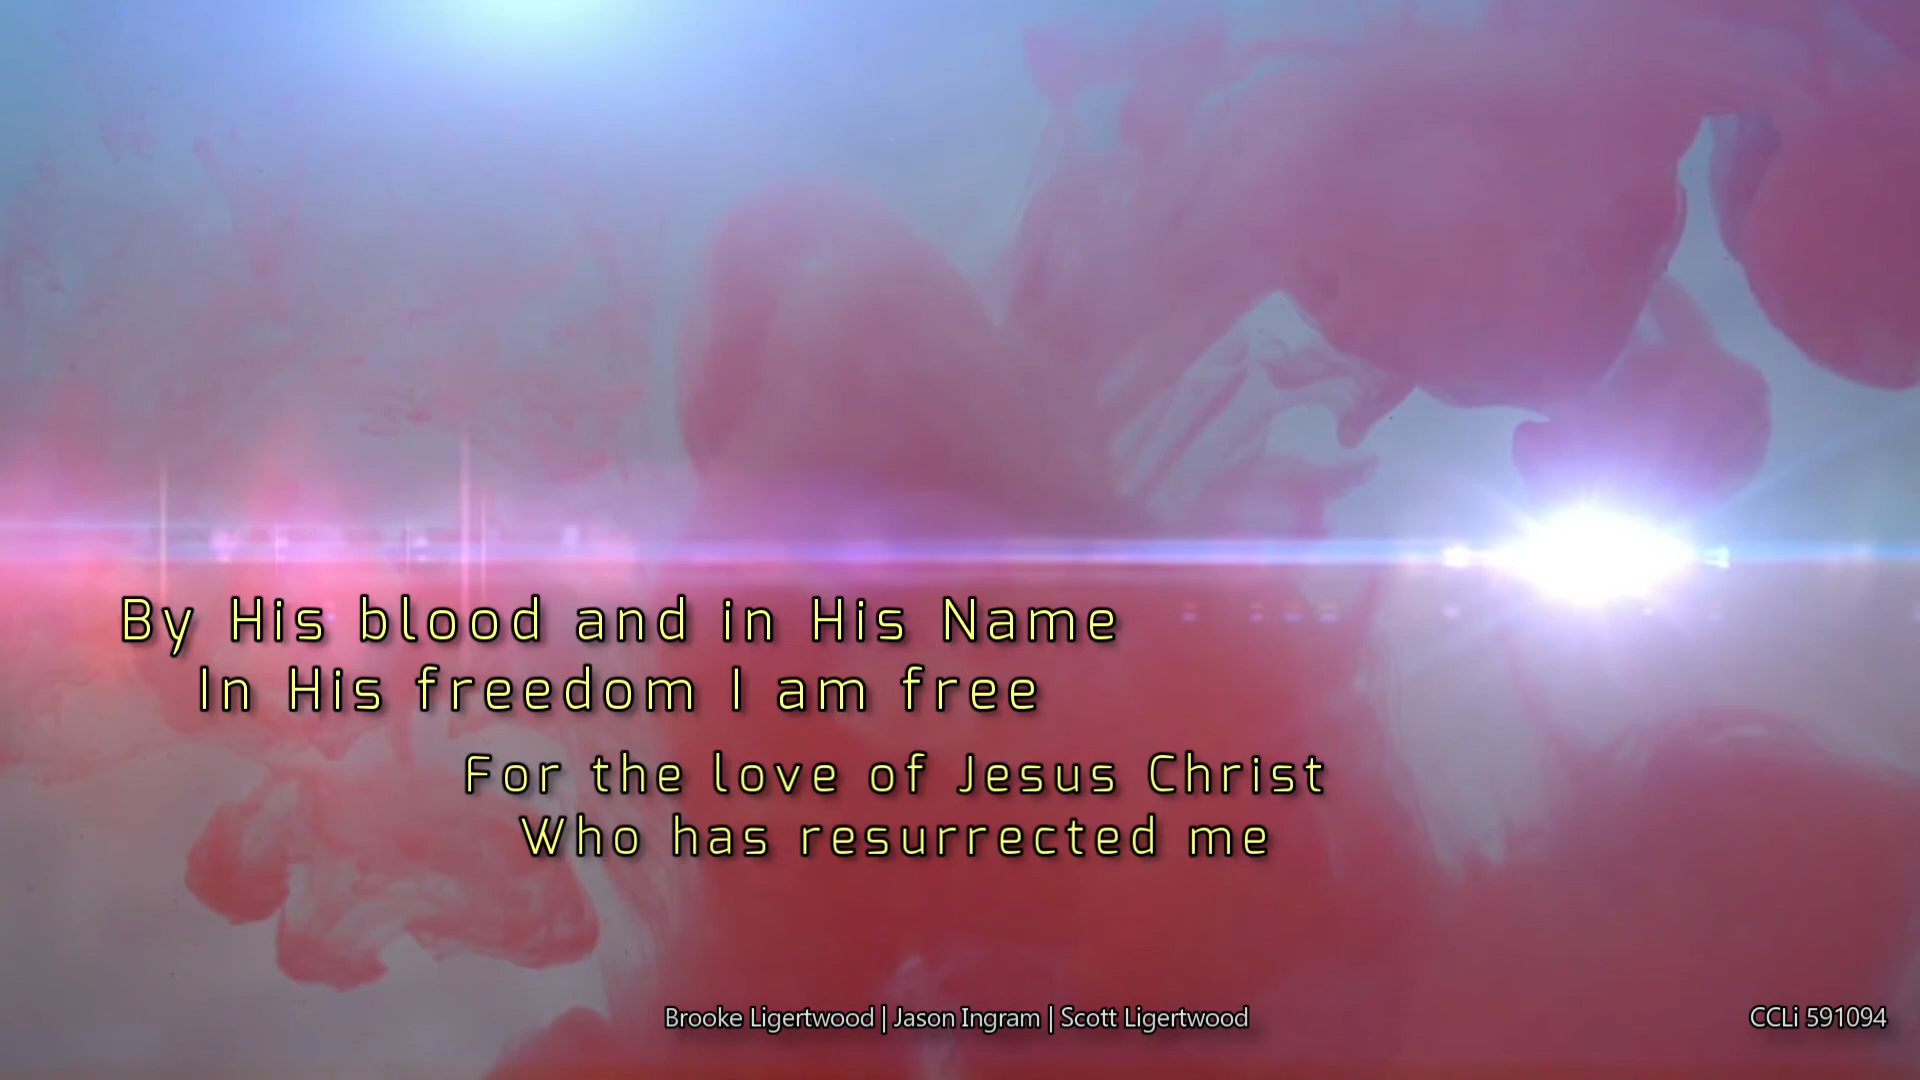 By His blood and in His Name
In His freedom I am free
For the love of Jesus Christ
Who has resurrected me
Brooke Ligertwood | Jason Ingram | Scott Ligertwood
CCLi 591094